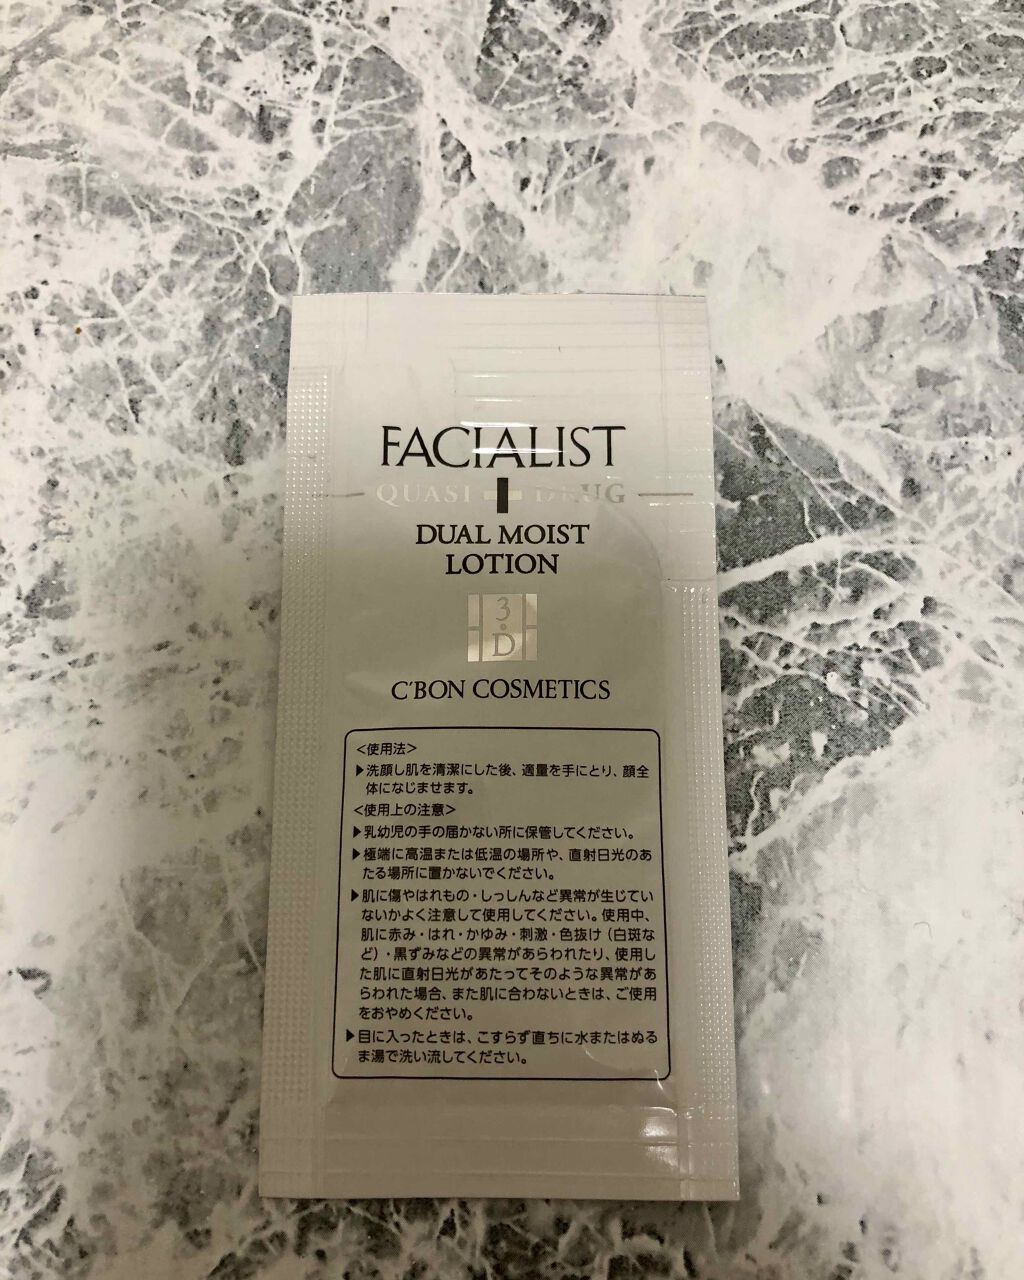 FACIALIST
QUASI DRUG
DUAL MOIST
LOTION
3.D
C'BON COSMETICS
<使用法>
▶洗顔し肌を清潔にした後、適量を手にとり、顔全
体になじませます。
<使用上の注意>
▶乳幼児の手の届かない所に保管してください。
▶極端に高温または低温の場所や、直射日光のあ
たる場所に置かないでください。
▶肌に傷やはれもの・しっしんなど異常が生じてい
ないかよく注意して使用してください。使用中、
肌に赤み・はれ・かゆみ・刺激・色抜け(白斑な
ど)・黒ずみなどの異常があらわれたり、使用し
た肌に直射日光があたってそのような異常があ
らわれた場合、また肌に合わないときは、ご使用
をおやめください。
▶目に入ったときは、こすらず直ちに水またはぬる
ま湯で洗い流してください。